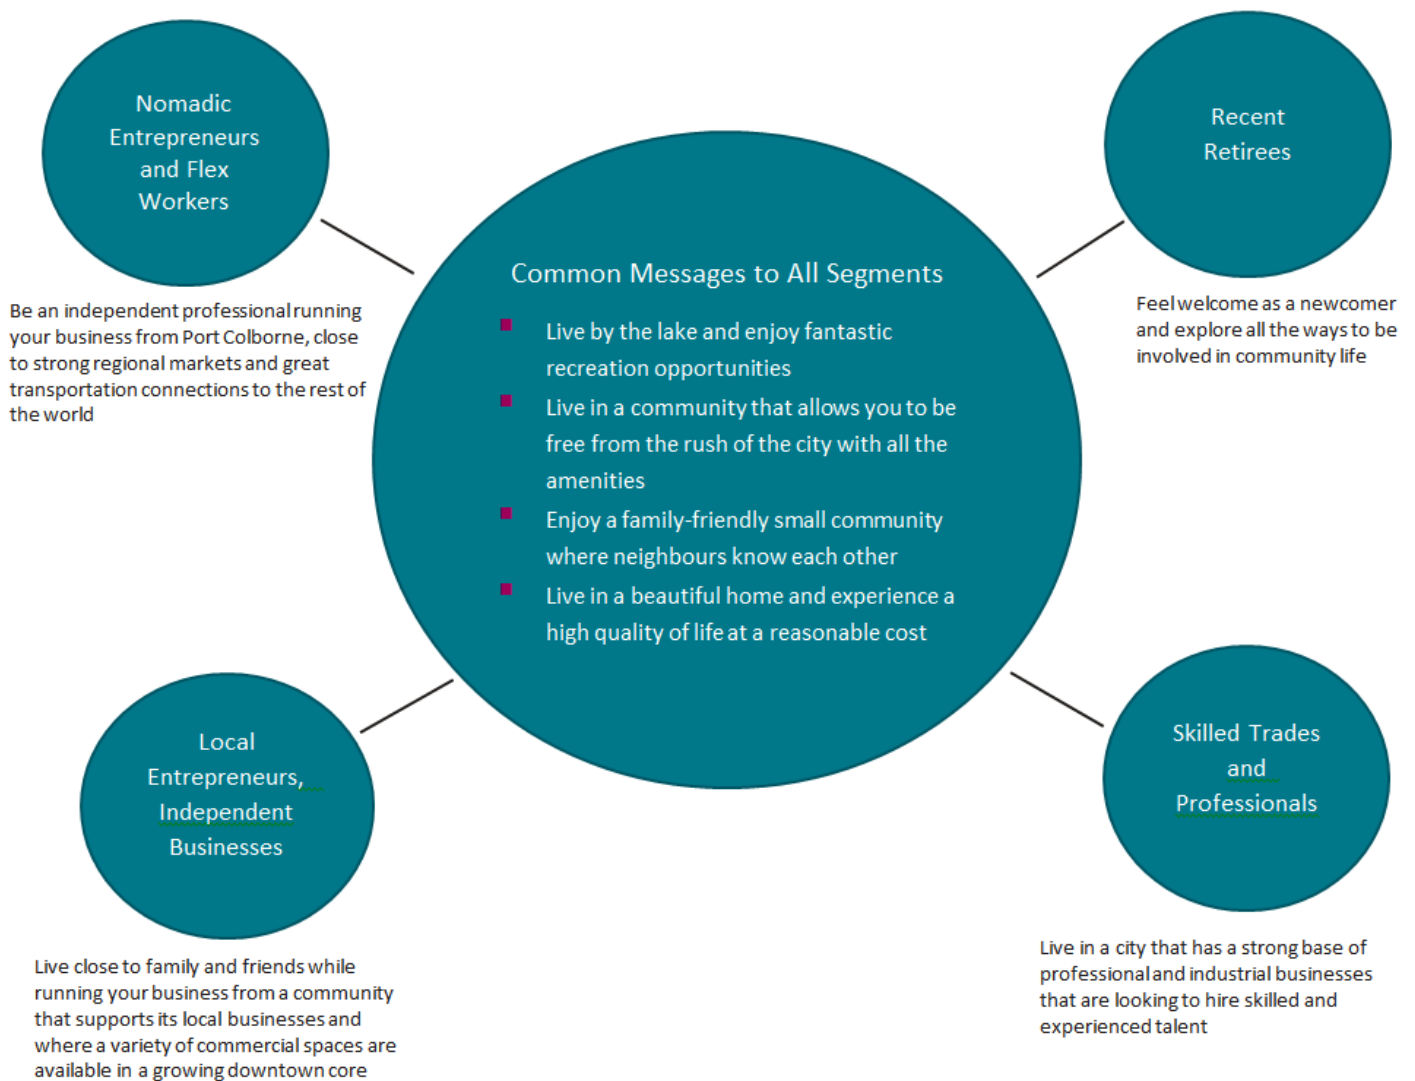 Nomadic
Entrepreneurs
and Flex
Workers
Be an independent professional running
your business from Port Colborne, close
to strong regional markets and great
transportation connections to the rest of
the world
Recent
Retirees
Feel welcome as a newcomer
and explore all the ways to be
involved in community life
Common Messages to All Segments
Live by the lake and enjoy fantastic
recreation opportunities
Live in a community that allows you to be
free from the rush of the city with all the
amenities
Enjoy a family-friendly small community
where neighbours know each other
Live in a beautiful home and experience a
high quality of life at a reasonable cost
Local
Entrepreneurs,
Independent
Businesses
Live close to family and friends while
running your business from a community
that supports its local businesses and
where a variety of commercial spaces are
available in a growing downtown core
Skilled Trades
and
Professionals
Live in a city that has a strong base of
professional and industrial businesses
that are looking to hire skilled and
experienced talent